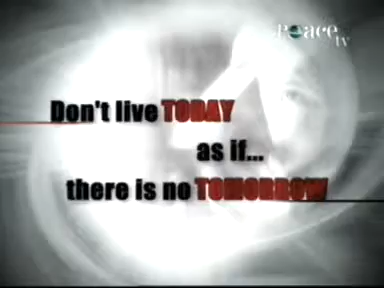 Peace tv
Don't live TODAY
as if...
there is no TOMORROW